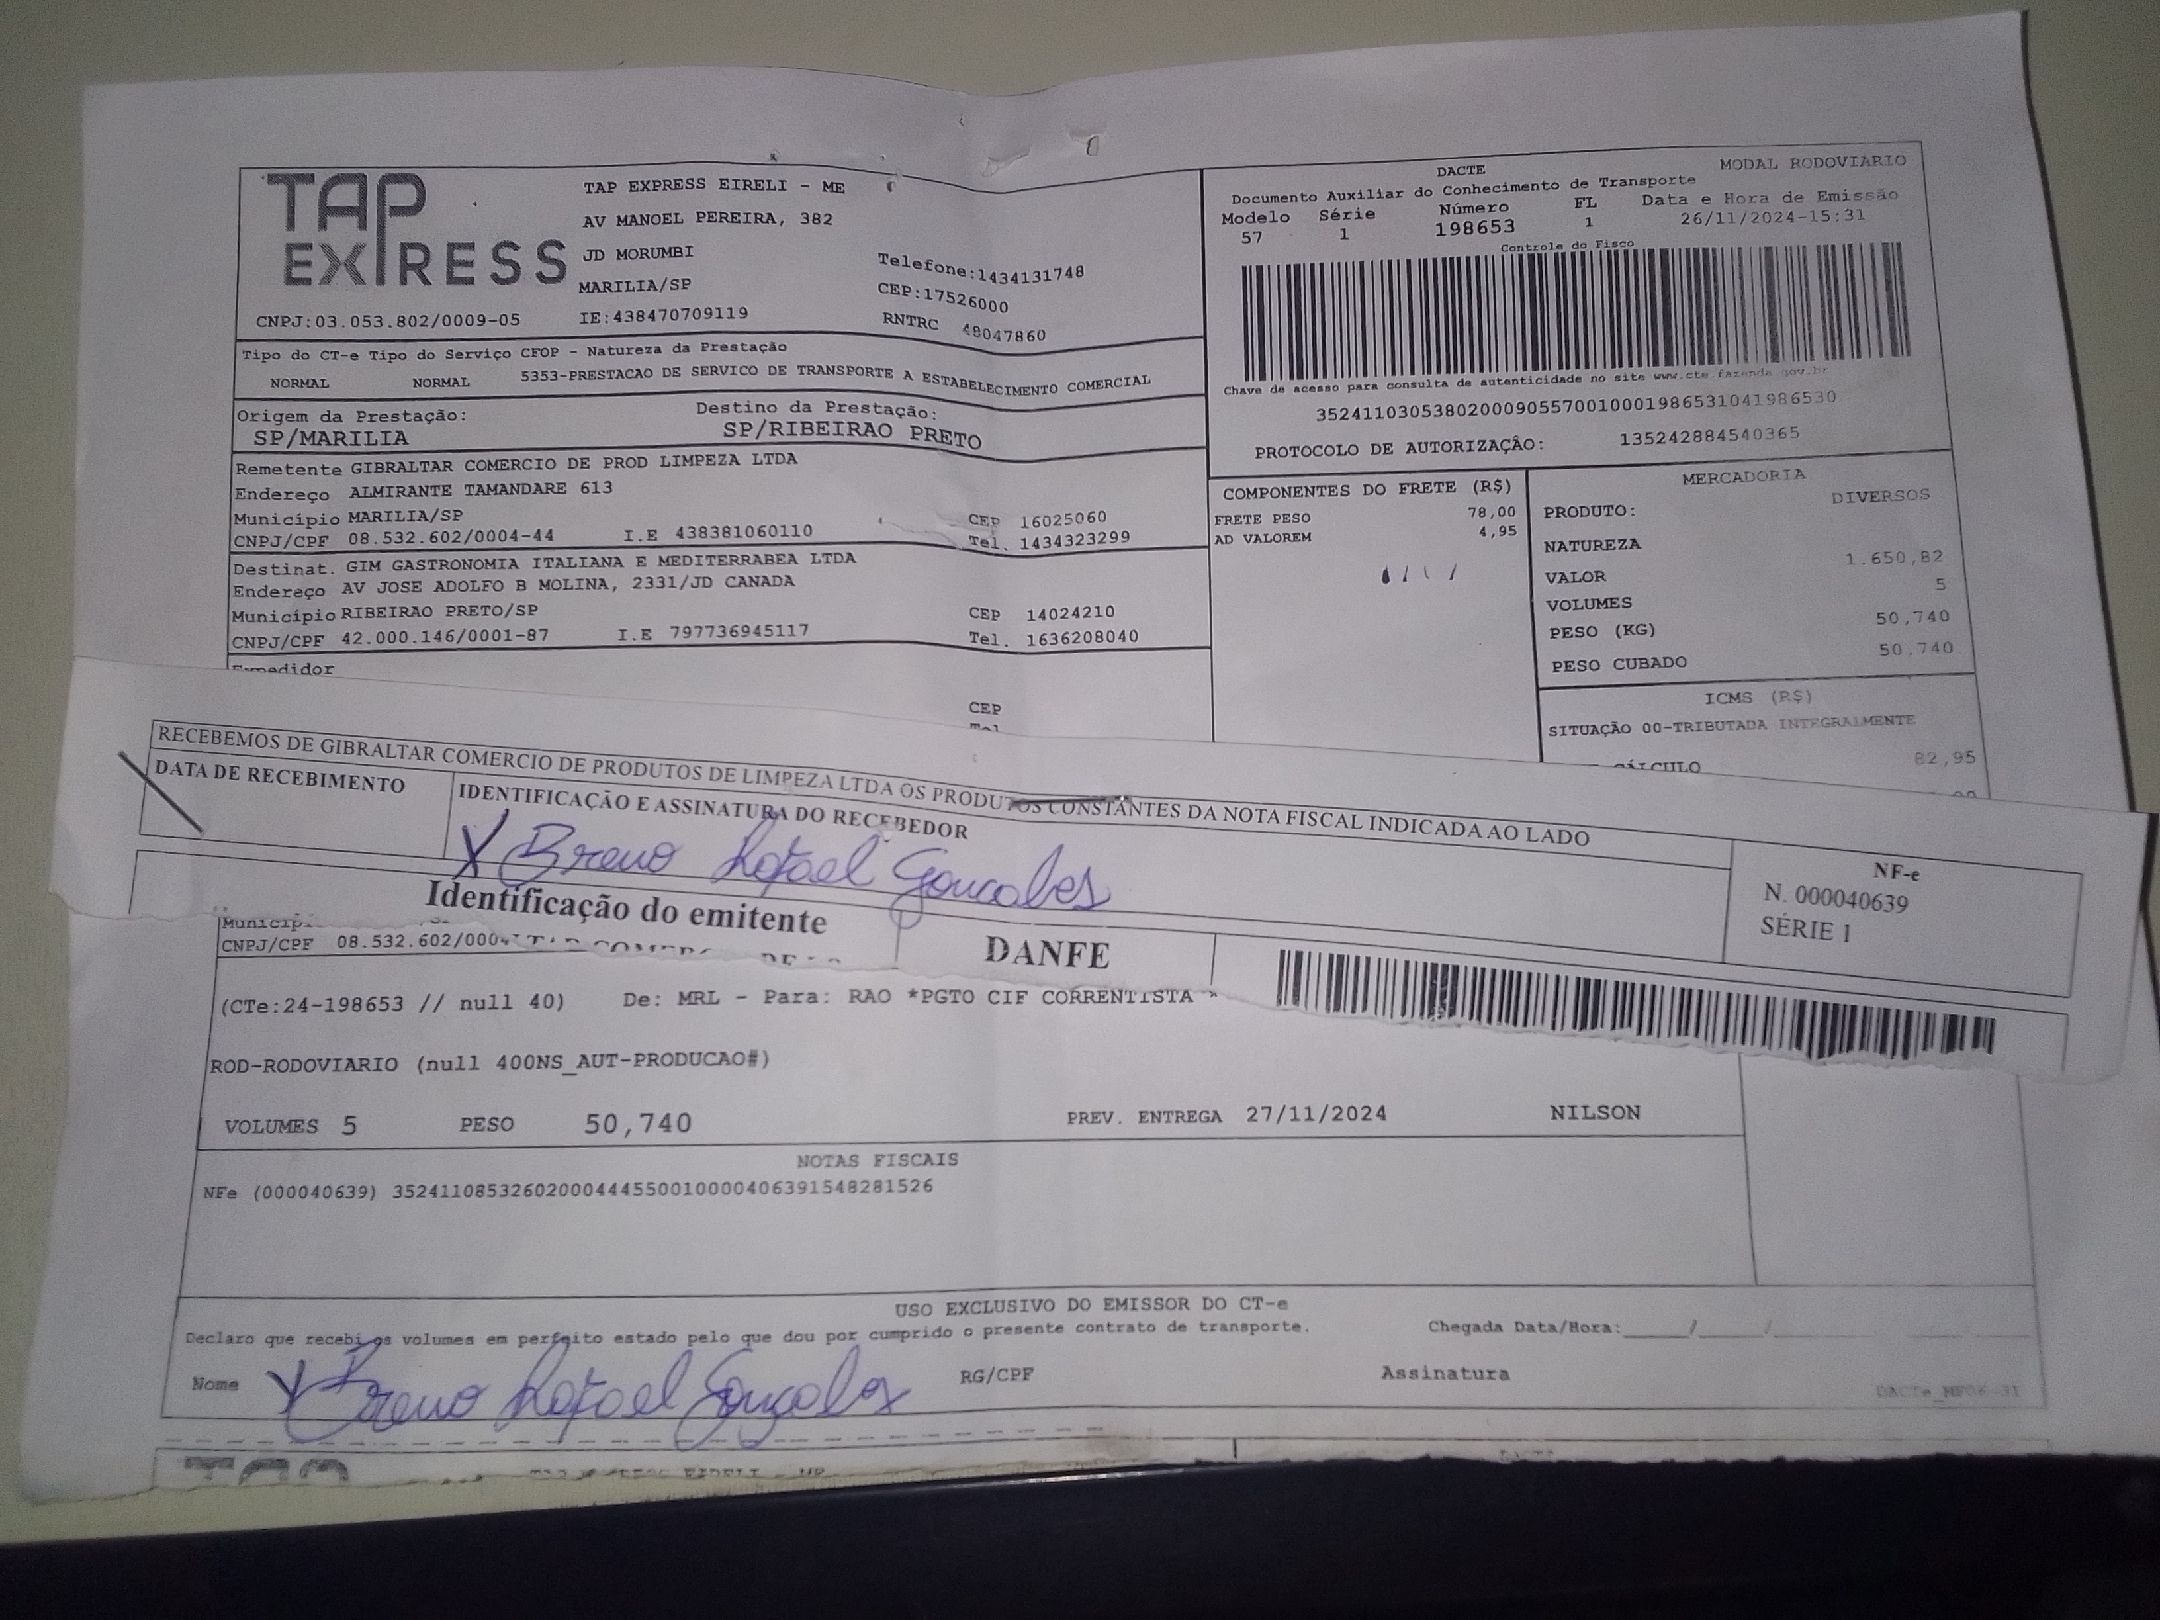 TAP EXPRESS
TAP EXPRESS EIRELI - ME
AV MANOEL PEREIRA, 382
JD MORUMBI
MARILIA/SP
Telefone:1434131748
CEP:17526000
CNPJ:03.053.802/0009-05 IE:438470709119 RNTRC 48047860
DACTE MODAL RODOVIÁRIO
Documento Auxiliar do Conhecimento de Transporte
Modelo Série Número FL Data e Hora de Emissão
57 1 198653 1 26/11/2024-15:31
Controle do Fisco
Chave de acesso para consulta de autenticidade no site www.cte.fazenda.gov.br
35241103053802000905570010001986531041986530
PROTOCOLO DE AUTORIZAÇÃO: 135242884540365
Tipo do CT-e Tipo do Serviço CFOP - Natureza da Prestação
NORMAL NORMAL 5353-PRESTACAO DE SERVICO DE TRANSPORTE A ESTABELECIMENTO COMERCIAL
Origem da Prestação: Destino da Prestação:
SP/MARILIA SP/RIBEIRAO PRETO
Remetente GIBRALTAR COMERCIO DE PROD LIMPEZA LTDA
Endereço ALMIRANTE TAMANDARE 613
Município MARILIA/SP CEP 16025060
CNPJ/CPF 08.532.602/0004-44 I.E 438381060110 Tel. 1434323299
Destinat. GIM GASTRONOMIA ITALIANA E MEDITERRABEA LTDA
Endereço AV JOSE ADOLFO B MOLINA, 2331/JD CANADA
Município RIBEIRAO PRETO/SP CEP 14024210
CNPJ/CPF 42.000.146/0001-87 I.E 797736945117 Tel. 1636208040
Expedidor
CEP
Tel
COMPONENTES DO FRETE (R$)
FRETE PESO 78,00
AD VALOREM 4,95
MERCADORIA
PRODUTO: DIVERSOS
NATUREZA
VALOR 1.650,82
VOLUMES 5
PESO (KG) 50,740
PESO CUBADO 50,740
ICMS (R$)
SITUAÇÃO 00-TRIBUTADA INTEGRALMENTE
CÁLCULO 82,95
RECEBEMOS DE GIBRALTAR COMERCIO DE PRODUTOS DE LIMPEZA LTDA OS PRODUTOS CONSTANTES DA NOTA FISCAL INDICADA AO LADO
DATA DE RECEBIMENTO IDENTIFICAÇÃO E ASSINATURA DO RECEBEDOR
X Breno Rafael Gonçalves
NF-e
N. 000040639
SÉRIE 1
Identificação do emitente
DANFE
Municíp
CNPJ/CPF 08.532.602/000
(CTe:24-198653 // null 40) De: MRL - Para: RAO *PGTO CIF CORRENTISTA *
ROD-RODOVIARIO (null 400NS_AUT-PRODUCAO#)
VOLUMES 5 PESO 50,740 PREV. ENTREGA 27/11/2024 NILSON
NOTAS FISCAIS
NFe (000040639) 35241108532602000444550010000406391548281526
USO EXCLUSIVO DO EMISSOR DO CT-e
Declaro que recebi os volumes em perfeito estado pelo que dou por cumprido o presente contrato de transporte. Chegada Data/Hora:_____/_____/
Nome X Breno Rafael Gonçalves RG/CPF Assinatura